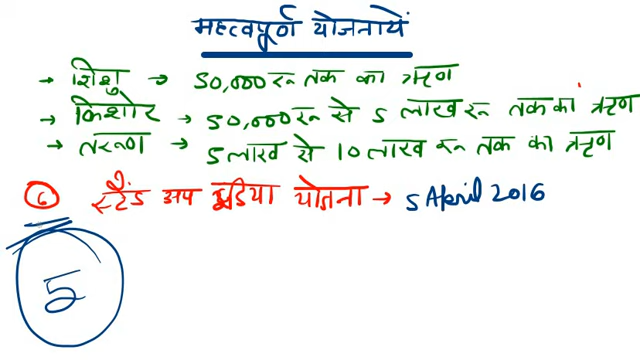 महत्वपूर्ण योजनायें
→ शिशु → 50,000 रु तक का ऋण
→ किशोर → 50,000 रु से 5 लाख रु तक का ऋण
→ तरुण → 5 लाख से 10 लाख रु तक का ऋण
6 स्टैंड अप इंडिया योजना → 5 April 2016
5